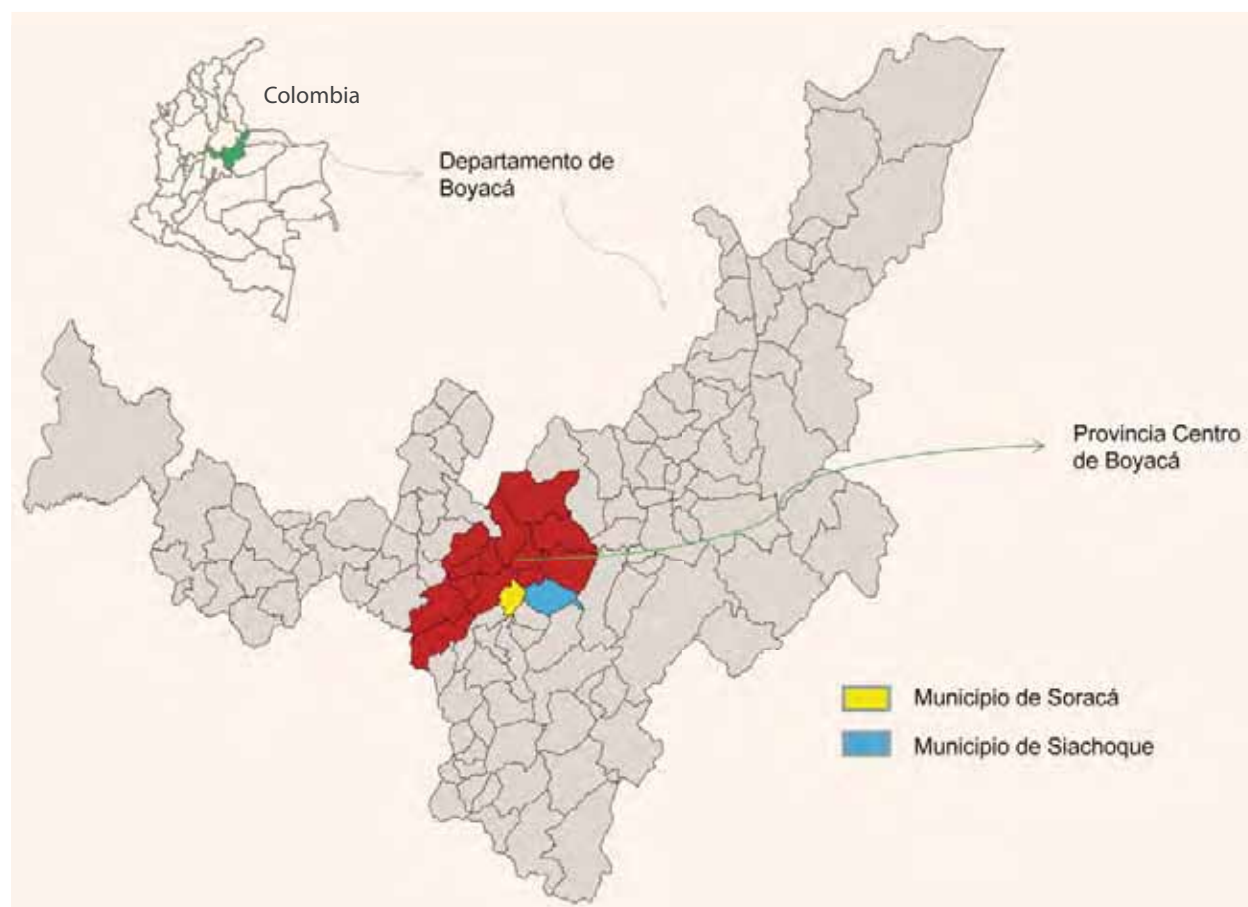 Colombia
Departamento de
Boyacá
Provincia Centro
de Boyacá
Municipio de Soracá
Municipio de Siachoque